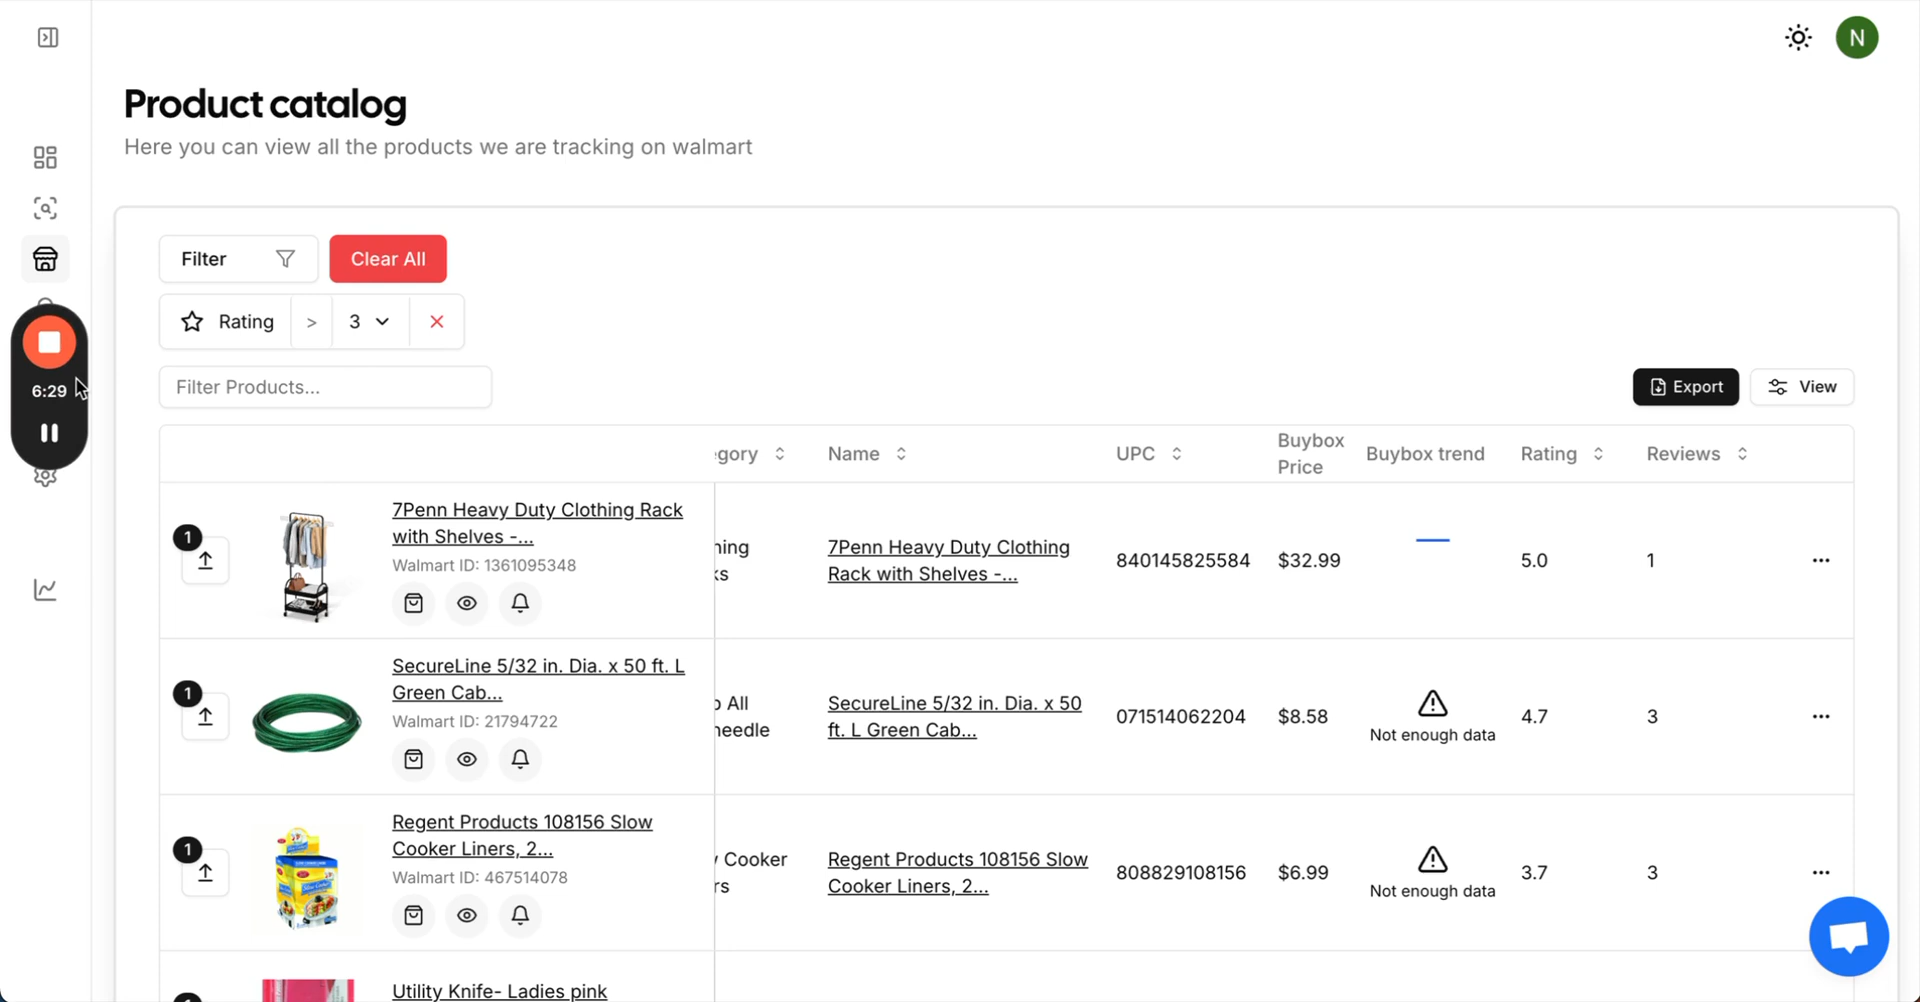 N
Product catalog
Here you can view all the products we are tracking on walmart
Filter
Clear All
Rating > 3
Filter Products...
Export
View
6:29
gory
Name
UPC
Buybox
Price
Buybox trend
Rating
Reviews
1
7Penn Heavy Duty Clothing Rack
with Shelves -...
Walmart ID: 1361095348
hing
ks
7Penn Heavy Duty Clothing
Rack with Shelves -...
840145825584
$32.99
5.0
1
1
SecureLine 5/32 in. Dia. x 50 ft. L
Green Cab...
Walmart ID: 21794722
p All
needle
SecureLine 5/32 in. Dia. x 50
ft. L Green Cab...
071514062204
$8.58
Not enough data
4.7
3
1
Regent Products 108156 Slow
Cooker Liners, 2...
Walmart ID: 467514078
Cooker
rs
Regent Products 108156 Slow
Cooker Liners, 2...
808829108156
$6.99
Not enough data
3.7
3
Utility Knife- Ladies pink